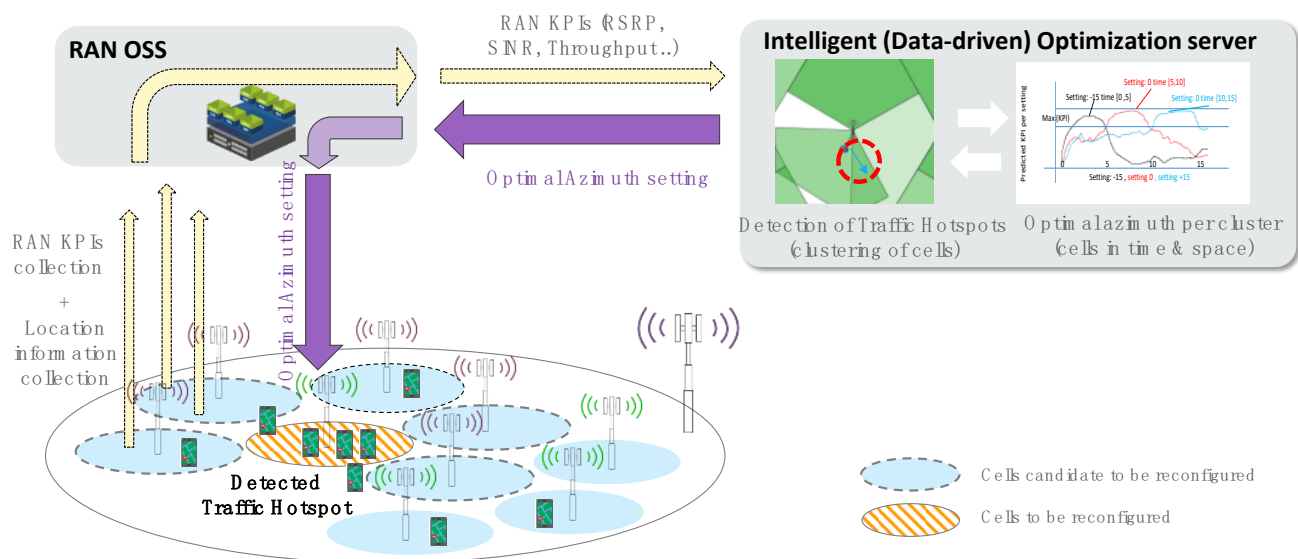 RAN OSS
RAN KPIs (RSRP,
SINR, Throughput..)
Intelligent (Data-driven) Optimization server
Optimal Azimuth setting
Optimal Azimuth setting
Predicted KPI per setting
Max(KPI)
Setting: -15 time [0 ,5]
Setting: 0 time [5,10]
Setting: 0 time [10,15]
0
5
10
15
Setting: -15 , setting 0 , setting +15
Detection of Traffic Hotspots
(clustering of cells)
Optimal azimuth per cluster
(cells in time & space)
RAN KPIs
collection
+
Location
information
collection
Detected
Traffic Hotspot
Cells candidate to be reconfigured
Cells to be reconfigured